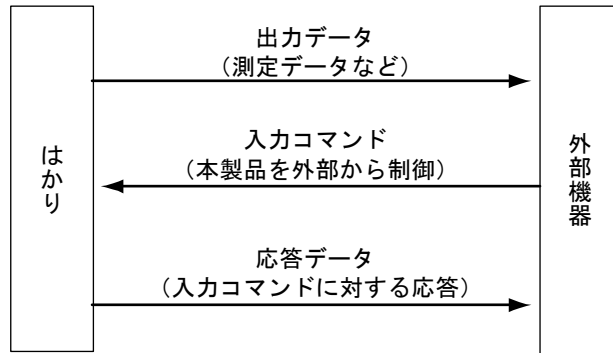 はかり
出力データ
（測定データなど）
入力コマンド
（本製品を外部から制御）
応答データ
（入力コマンドに対する応答）
外部機器